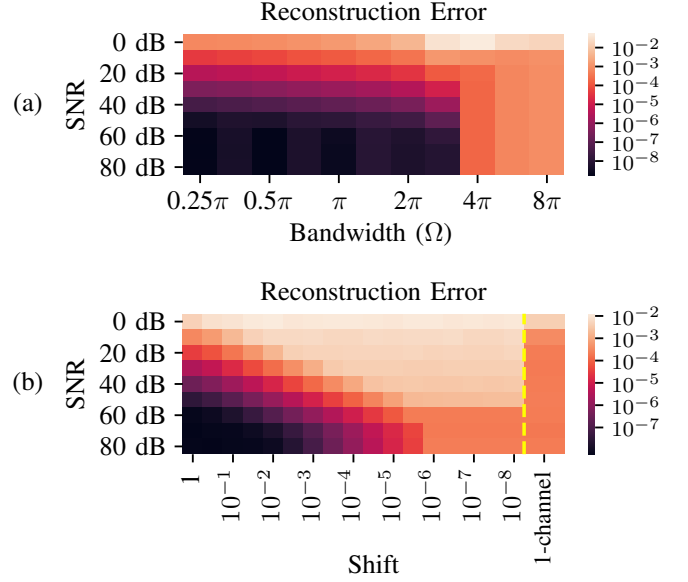 Reconstruction Error
(a)
SNR
0 dB
20 dB
40 dB
60 dB
80 dB
0.25π 0.5π π 2π 4π 8π
Bandwidth (Ω)
10⁻²
10⁻³
10⁻⁴
10⁻⁵
10⁻⁶
10⁻⁷
10⁻⁸
Reconstruction Error
(b)
SNR
0 dB
20 dB
40 dB
60 dB
80 dB
1 10⁻¹ 10⁻² 10⁻³ 10⁻⁴ 10⁻⁵ 10⁻⁶ 10⁻⁷ 10⁻⁸ 1-channel
Shift
10⁻²
10⁻³
10⁻⁴
10⁻⁵
10⁻⁶
10⁻⁷